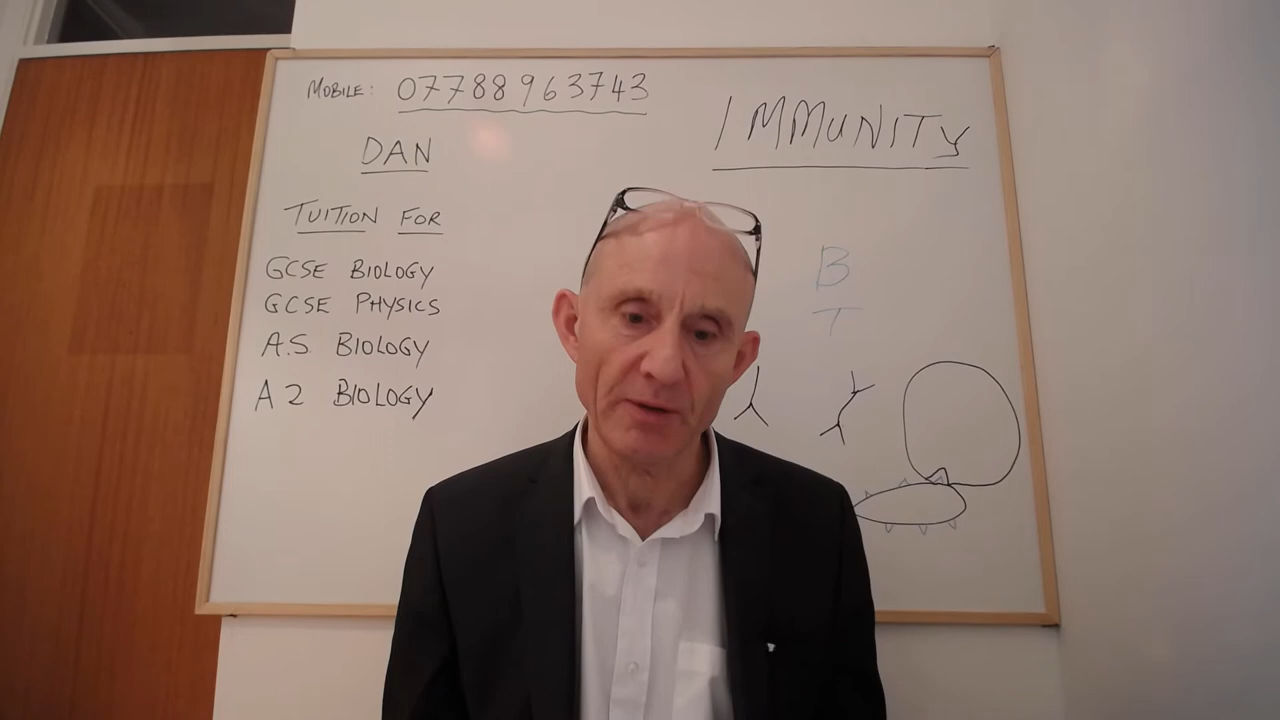 MOBILE: 07788963743
DAN
TUITION FOR
GCSE BIOLOGY
GCSE PHYSICS
A.S. BIOLOGY
A2 BIOLOGY
IMMUNITY
B
T